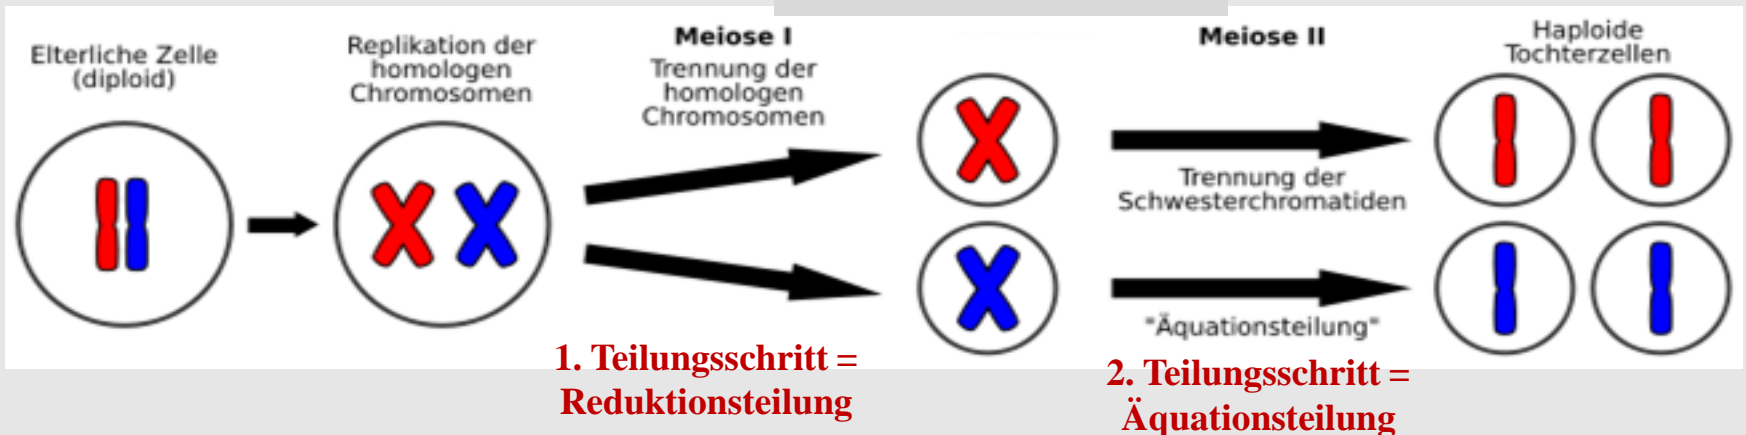 Elterliche Zelle
(diploid)
Replikation der
homologen
Chromosomen
Meiose I
Trennung der
homologen
Chromosomen
Meiose II
Trennung der
Schwesterchromatiden
"Äquationsteilung"
Haploide
Tochterzellen
1. Teilungsschritt =
Reduktionsteilung
2. Teilungsschritt =
Äquationsteilung